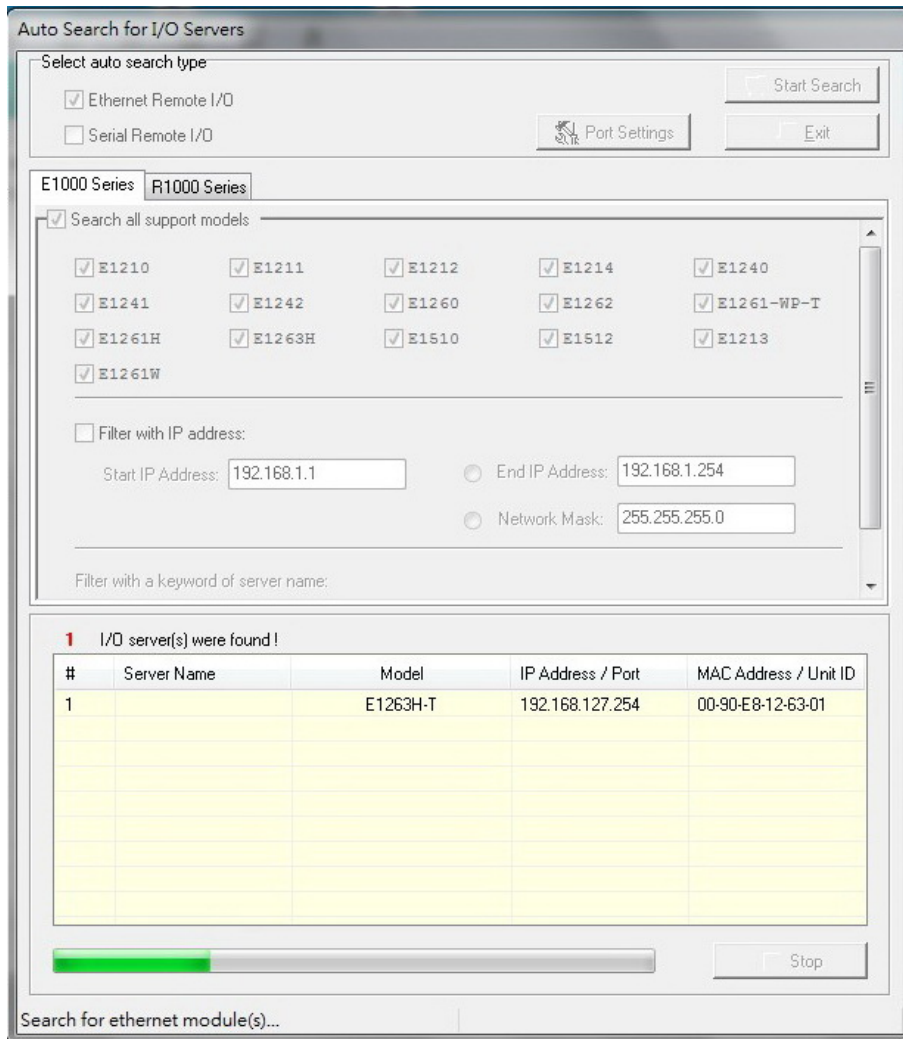 Auto Search for I/O Servers
Select auto search type
Ethernet Remote I/O
Start Search
Serial Remote I/O
Port Settings
Exit
E1000 Series
R1000 Series
Search all support models
E1210 E1211 E1212 E1214 E1240
E1241 E1242 E1260 E1262 E1261-WP-T
E1261H E1263H E1510 E1512 E1213
E1261W
Filter with IP address:
Start IP Address: 192.168.1.1 End IP Address: 192.168.1.254
Network Mask: 255.255.255.0
Filter with a keyword of server name:
1 I/O server(s) were found !
# Server Name Model IP Address / Port MAC Address / Unit ID
1 E1263H-T 192.168.127.254 00-90-E8-12-63-01
Stop
Search for ethernet module(s)...